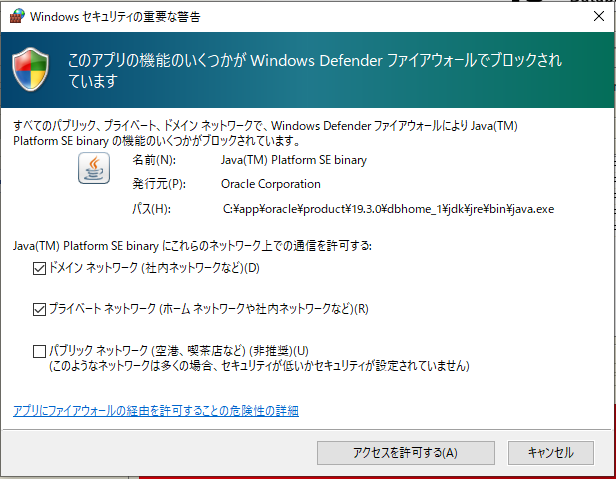 Windows セキュリティの重要な警告
このアプリの機能のいくつかが Windows Defender ファイアウォールでブロックされ
ています
すべてのパブリック、プライベート、ドメイン ネットワークで、Windows Defender ファイアウォールにより Java(TM)
Platform SE binary の機能のいくつかがブロックされています。
名前(N): Java(TM) Platform SE binary
発行元(P): Oracle Corporation
パス(H): C:¥app¥oracle¥product¥19.3.0¥dbhome_1¥jdk¥jre¥bin¥java.exe
Java(TM) Platform SE binary にこれらのネットワーク上での通信を許可する:
ドメイン ネットワーク (社内ネットワークなど)(D)
プライベート ネットワーク (ホーム ネットワークや社内ネットワークなど)(R)
パブリック ネットワーク (空港、喫茶店など) (非推奨)(U)
(このようなネットワークは多くの場合、セキュリティが低いかセキュリティが設定されていません)
アプリにファイアウォールの経由を許可することの危険性の詳細
アクセスを許可する(A) キャンセル